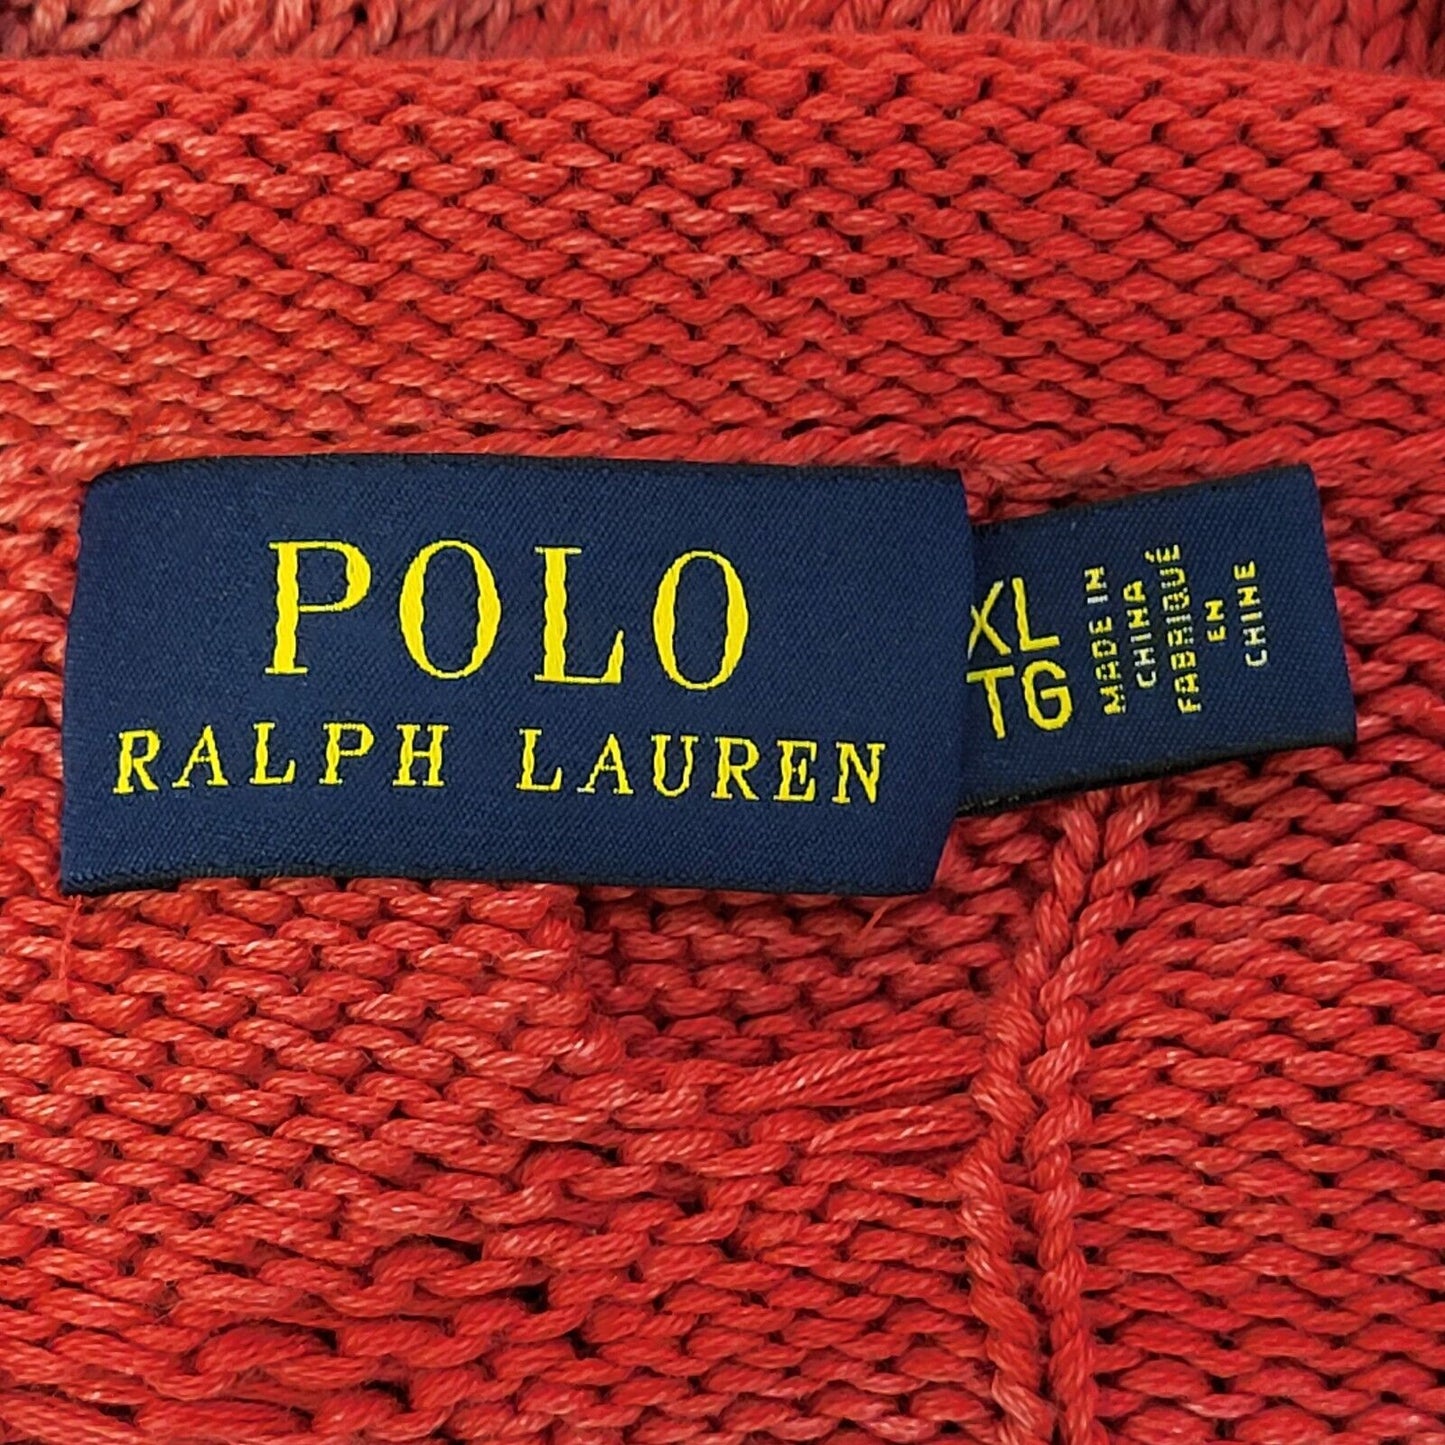 POLO
RALPH LAUREN
XL
TG
MADE IN
CHINA
FABRIQUÉ
EN
CHINE